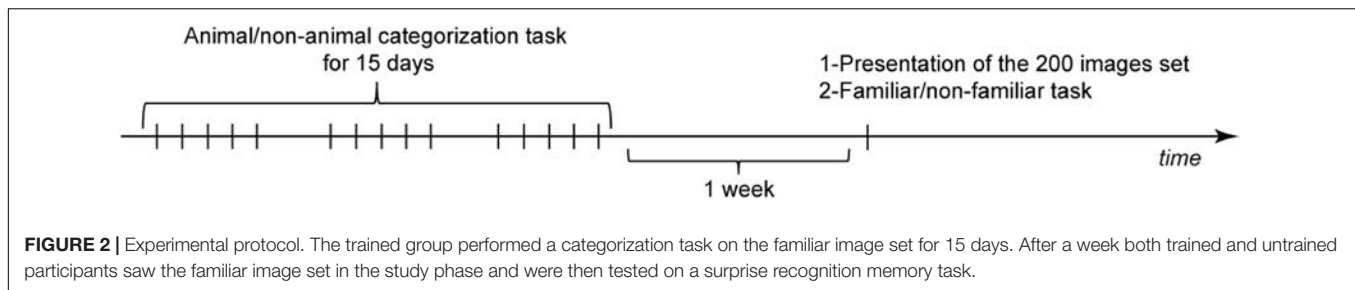 Animal/non-animal categorization task
for 15 days
1-Presentation of the 200 images set
2-Familiar/non-familiar task
time
1 week
FIGURE 2 | Experimental protocol. The trained group performed a categorization task on the familiar image set for 15 days. After a week both trained and untrained
participants saw the familiar image set in the study phase and were then tested on a surprise recognition memory task.